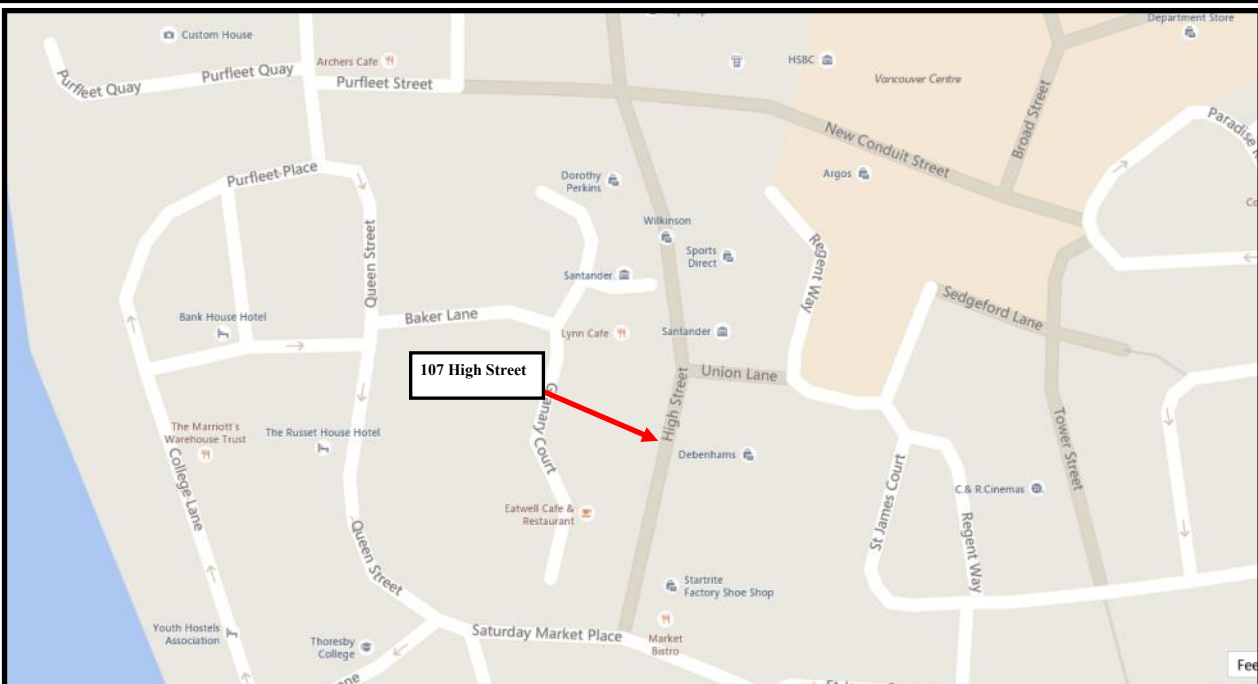 Department Store
Custom House
Archers Cafe
HSBC
Purfleet Quay
Purfleet Quay
Purfleet Street
Vancouver Centre
Broad Street
Paradise
New Conduit Street
Purfleet Place
Dorothy
Perkins
Argos
Wilkinson
Queen Street
Sports
Direct
Regent Way
Santander
Sedgeford Lane
Bank House Hotel
Baker Lane
Lynn Cafe
Santander
107 High Street
Union Lane
High Street
Granary Court
The Marriott's
Warehouse Trust
The Russet House Hotel
Debenhams
Tower Street
College Lane
St James Court
C.& R.Cinemas
Eatwell Cafe &
Restaurant
Regent Way
Queen Street
Startrite
Factory Shoe Shop
Youth Hostels
Association
Thoresby
College
Saturday Market Place
Market
Bistro
Fee